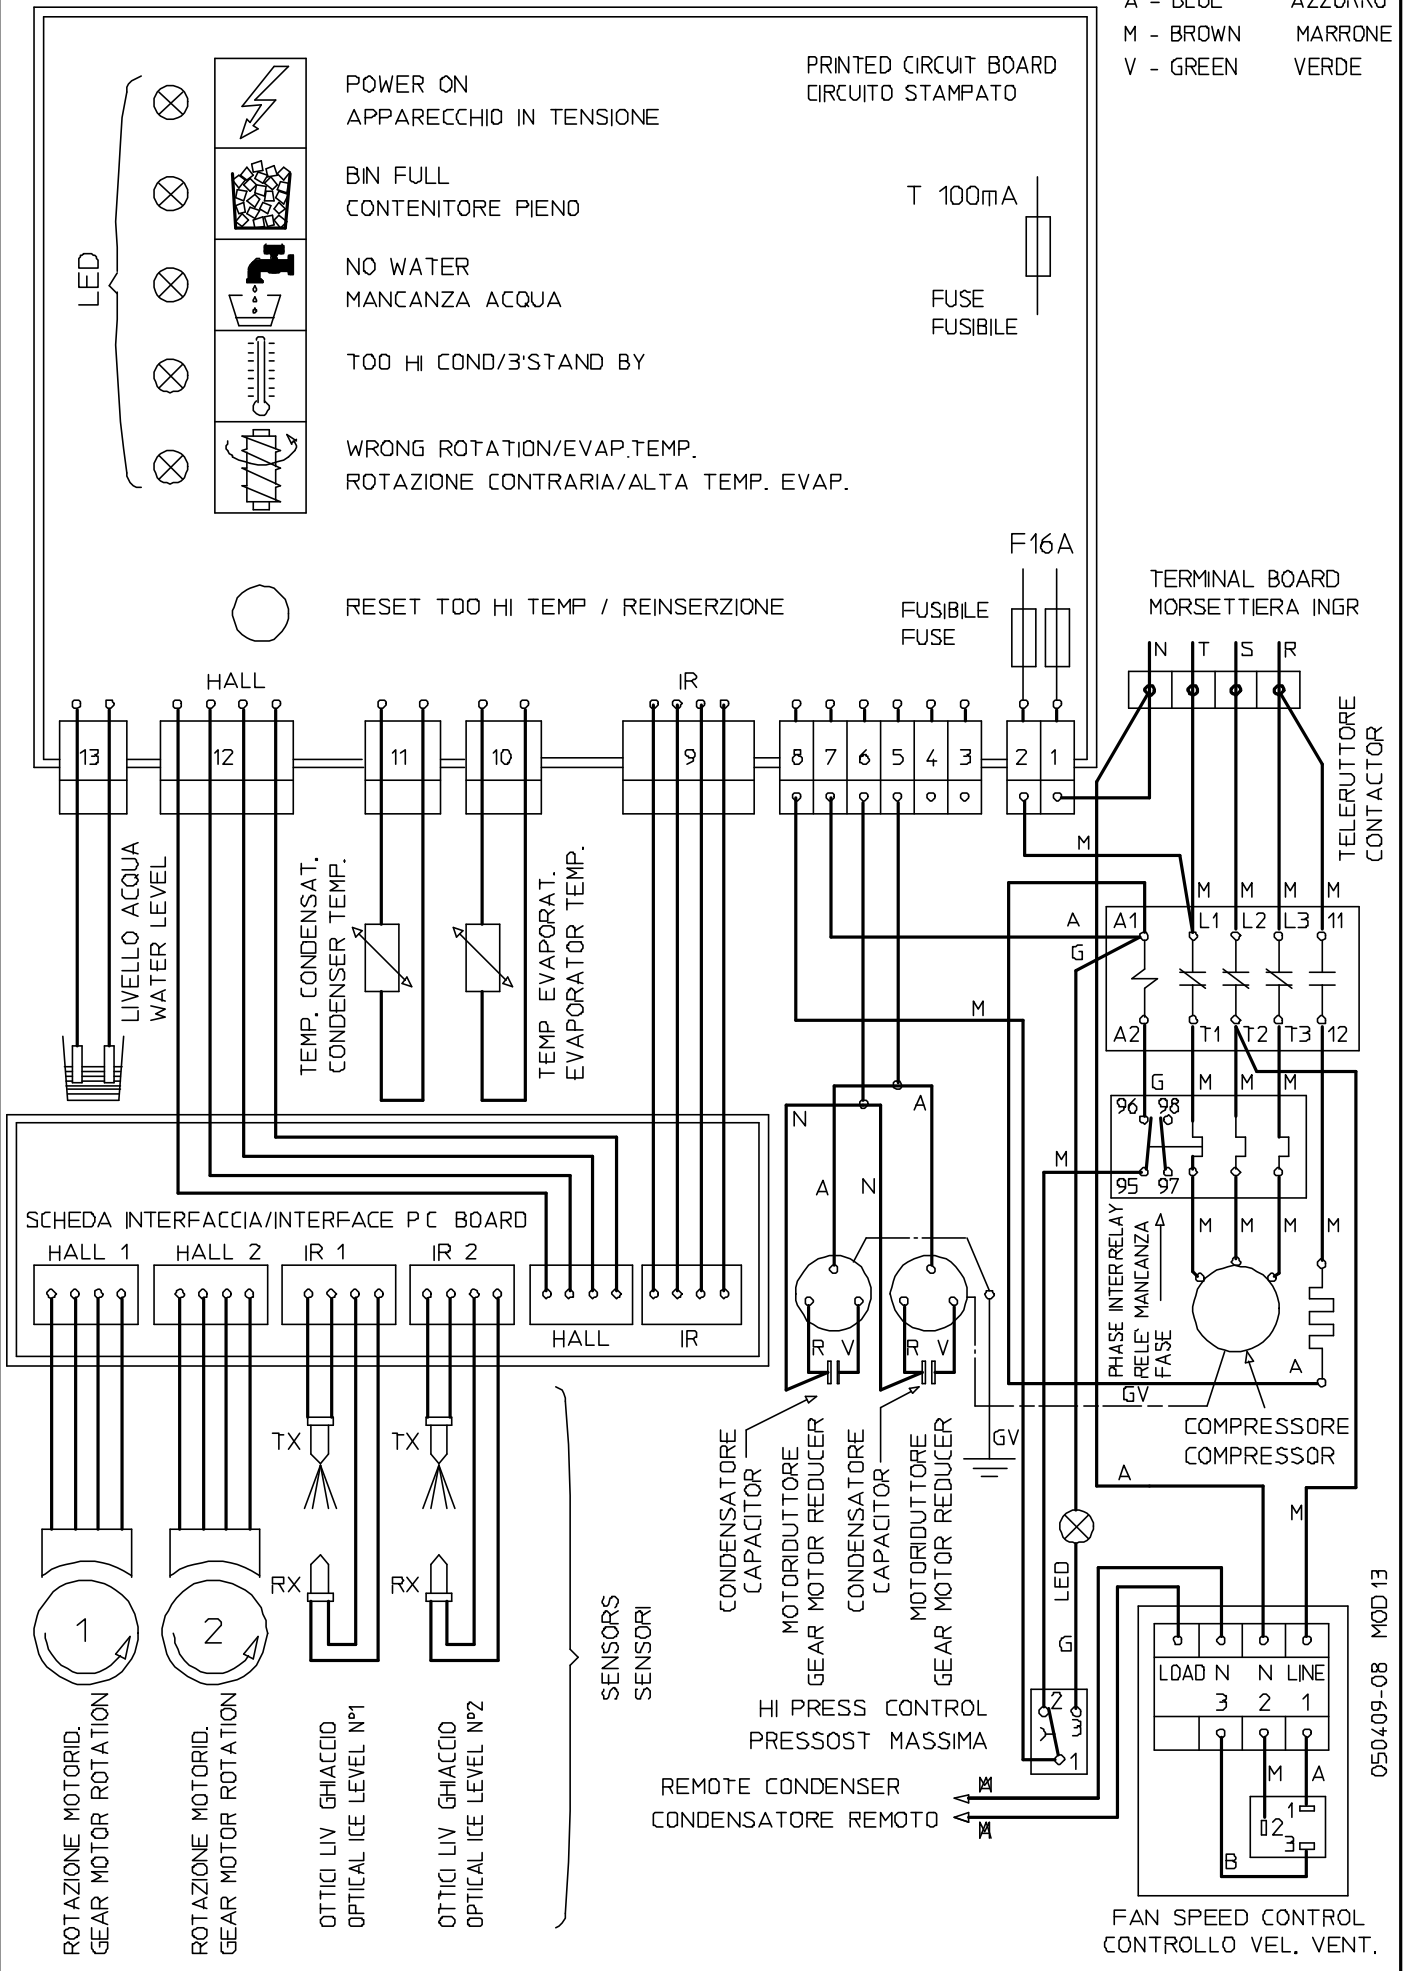 A - BLUE AZZURRO
M - BROWN MARRONE
V - GREEN VERDE
PRINTED CIRCUIT BOARD
CIRCUITO STAMPATO
LED
POWER ON
APPARECCHIO IN TENSIONE
BIN FULL
CONTENITORE PIENO
NO WATER
MANCANZA ACQUA
TOO HI COND/3'STAND BY
WRONG ROTATION/EVAP.TEMP.
ROTAZIONE CONTRARIA/ALTA TEMP. EVAP.
T 100mA
FUSE
FUSIBILE
RESET TOO HI TEMP / REINSERZIONE
F16A
FUSIBILE
FUSE
TERMINAL BOARD
MORSETTIERA INGR
N T S R
HALL
IR
13 12 11 10 9 8 7 6 5 4 3 2 1
TELERUTTORE
CONTACTOR
LIVELLO ACQUA
WATER LEVEL
TEMP. CONDENSAT.
CONDENSER TEMP.
TEMP EVAPORAT.
EVAPORATOR TEMP.
M
M M M M
A
G
A1 L1 L2 L3 11
M
A2 T1 T2 T3 12
G M M M
96 98
95 97
M
N A
A N
M M M M
PHASE INTERRELAY
RELE' MANCANZA
FASE
SCHEDA INTERFACCIA/INTERFACE P C BOARD
HALL 1 HALL 2 IR 1 IR 2
HALL IR
R V R V
A
GV
COMPRESSORE
COMPRESSOR
GV
A
M
TX TX
RX RX
1 2
CONDENSATORE
CAPACITOR
MOTORIDUTTORE
GEAR MOTOR REDUCER
CONDENSATORE
CAPACITOR
MOTORIDUTTORE
GEAR MOTOR REDUCER
LED
G
SENSORS
SENSORI
ROTAZIONE MOTORID.
GEAR MOTOR ROTATION
ROTAZIONE MOTORID.
GEAR MOTOR ROTATION
OTTICI LIV GHIACCIO
OPTICAL ICE LEVEL Nº1
OTTICI LIV GHIACCIO
OPTICAL ICE LEVEL Nº2
HI PRESS CONTROL
PRESSOST MASSIMA
2 3
1
REMOTE CONDENSER
CONDENSATORE REMOTO
LOAD N N LINE
3 2 1
M A
1
2
3
B
FAN SPEED CONTROL
CONTROLLO VEL. VENT.
050409-08 MOD 13